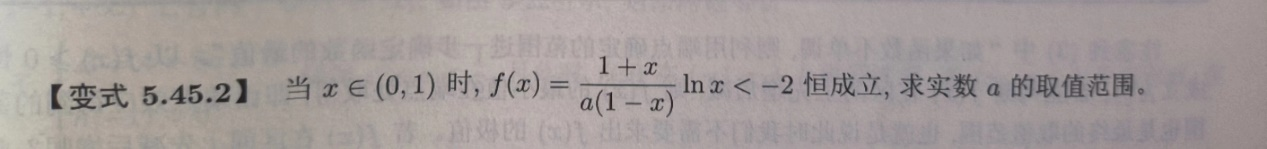 【变式 5.45.2】 当 x ∈ (0, 1) 时, f(x) = \frac{1+x}{a(1-x)} ln x < −2 恒成立, 求实数 a 的取值范围。